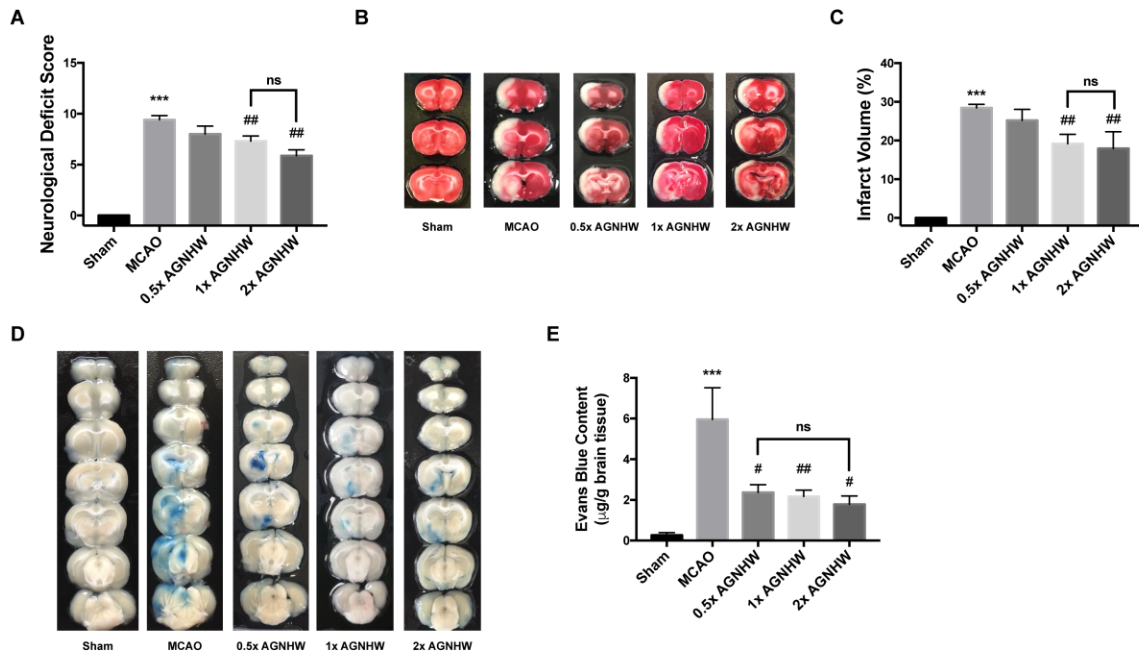 A
Neurological Deficit Score
15
10
5
0
***
##
##
ns
Sham
MCAO
0.5x AGNHW
1x AGNHW
2x AGNHW
B
Sham
MCAO
0.5x AGNHW
1x AGNHW
2x AGNHW
C
Infarct Volume (%)
40
30
20
10
0
***
##
##
ns
Sham
MCAO
0.5x AGNHW
1x AGNHW
2x AGNHW
D
Sham
MCAO
0.5x AGNHW
1x AGNHW
2x AGNHW
E
Evans Blue Content
(µg/g brain tissue)
8
6
4
2
0
***
#
##
#
ns
Sham
MCAO
0.5x AGNHW
1x AGNHW
2x AGNHW